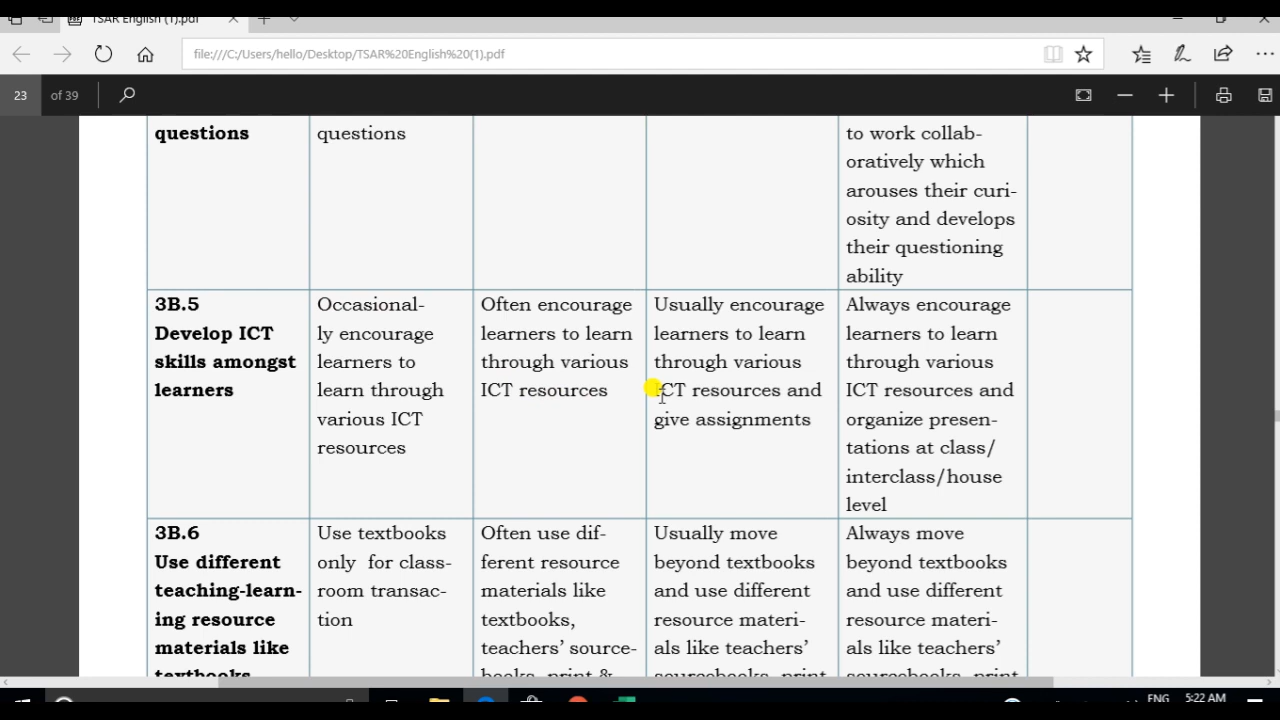 TSAR English (1).pdf
file:///C:/Users/hello/Desktop/TSAR%20English%20(1).pdf
23 of 39
questions
questions
to work collab-
oratively which
arouses their curi-
osity and develops
their questioning
ability
3B.5
Develop ICT
skills amongst
learners
Occasional-
ly encourage
learners to
learn through
various ICT
resources
Often encourage
learners to learn
through various
ICT resources
Usually encourage
learners to learn
through various
ICT resources and
give assignments
Always encourage
learners to learn
through various
ICT resources and
organize presen-
tations at class/
interclass/house
level
3B.6
Use different
teaching-learn-
ing resource
materials like
textbooks
Use textbooks
only for class-
room transac-
tion
Often use dif-
ferent resource
materials like
textbooks,
teachers’ source-
books, print &
Usually move
beyond textbooks
and use different
resource materi-
als like teachers’
sourcebooks, print
Always move
beyond textbooks
and use different
resource materi-
als like teachers’
sourcebooks, print
ENG
5:22 AM